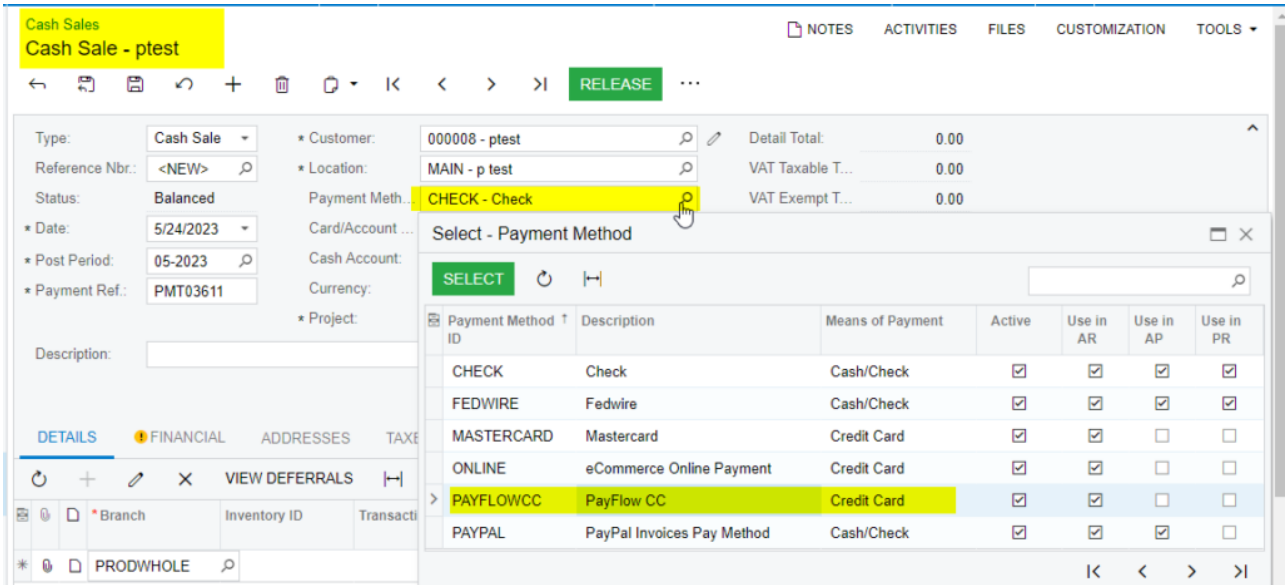 Cash Sales
Cash Sale - ptest
NOTES ACTIVITIES FILES CUSTOMIZATION TOOLS
RELEASE ...
Type: Cash Sale * Customer: 000008 - ptest Detail Total: 0.00
Reference Nbr.: <NEW> * Location: MAIN - p test VAT Taxable T... 0.00
Status: Balanced Payment Meth... CHECK - Check VAT Exempt T... 0.00
* Date: 5/24/2023 Card/Account ...
* Post Period: 05-2023 Cash Account:
* Payment Ref.: PMT03611 Currency:
* Project:
Description:
Select - Payment Method
SELECT
Payment Method ID Description Means of Payment Active Use in AR Use in AP Use in PR
CHECK Check Cash/Check
FEDWIRE Fedwire Cash/Check
MASTERCARD Mastercard Credit Card
ONLINE eCommerce Online Payment Credit Card
PAYFLOWCC PayFlow CC Credit Card
PAYPAL PayPal Invoices Pay Method Cash/Check
DETAILS FINANCIAL ADDRESSES TAXE
VIEW DEFERRALS
* Branch Inventory ID Transacti
PRODWHOLE